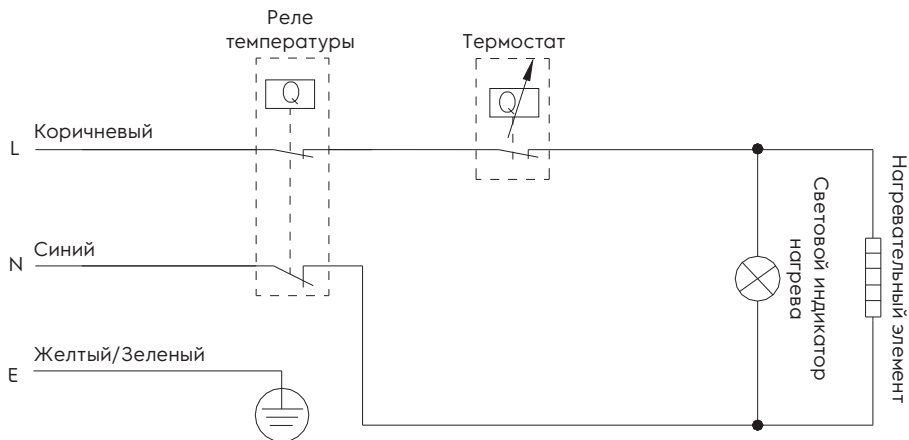 Реле
температуры
Термостат
Q
Q
L
Коричневый
N
Синий
E
Желтый/Зеленый
Световой индикатор
нагрева
Нагревательный элемент